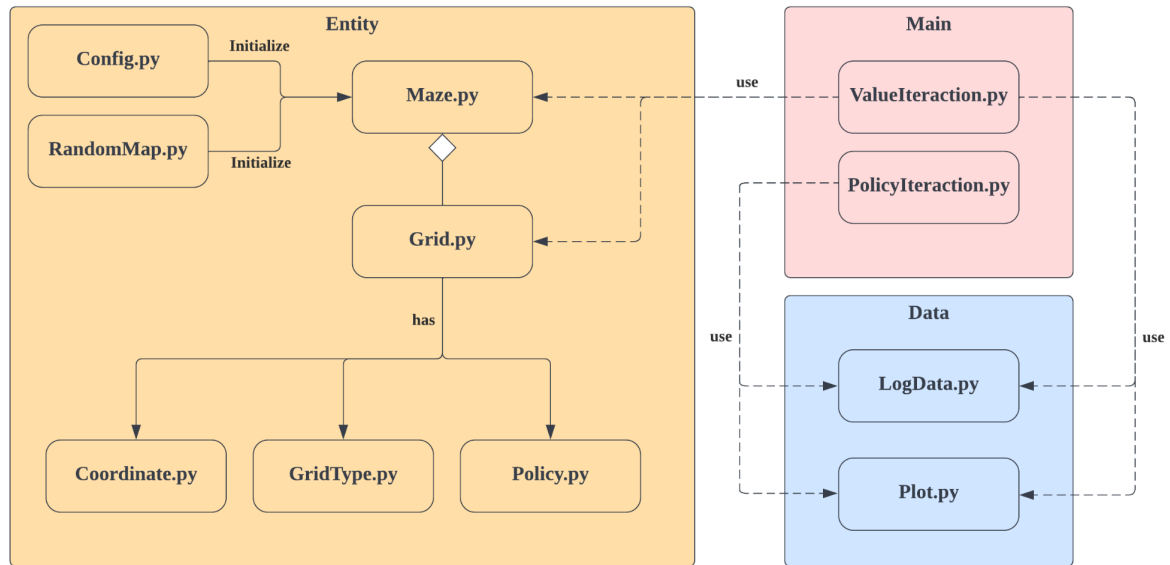 Entity
Config.py
Initialize
Maze.py
RandomMap.py
Initialize
Grid.py
has
Coordinate.py
GridType.py
Policy.py
use
Main
ValueIteraction.py
PolicyIteraction.py
use
use
Data
LogData.py
Plot.py